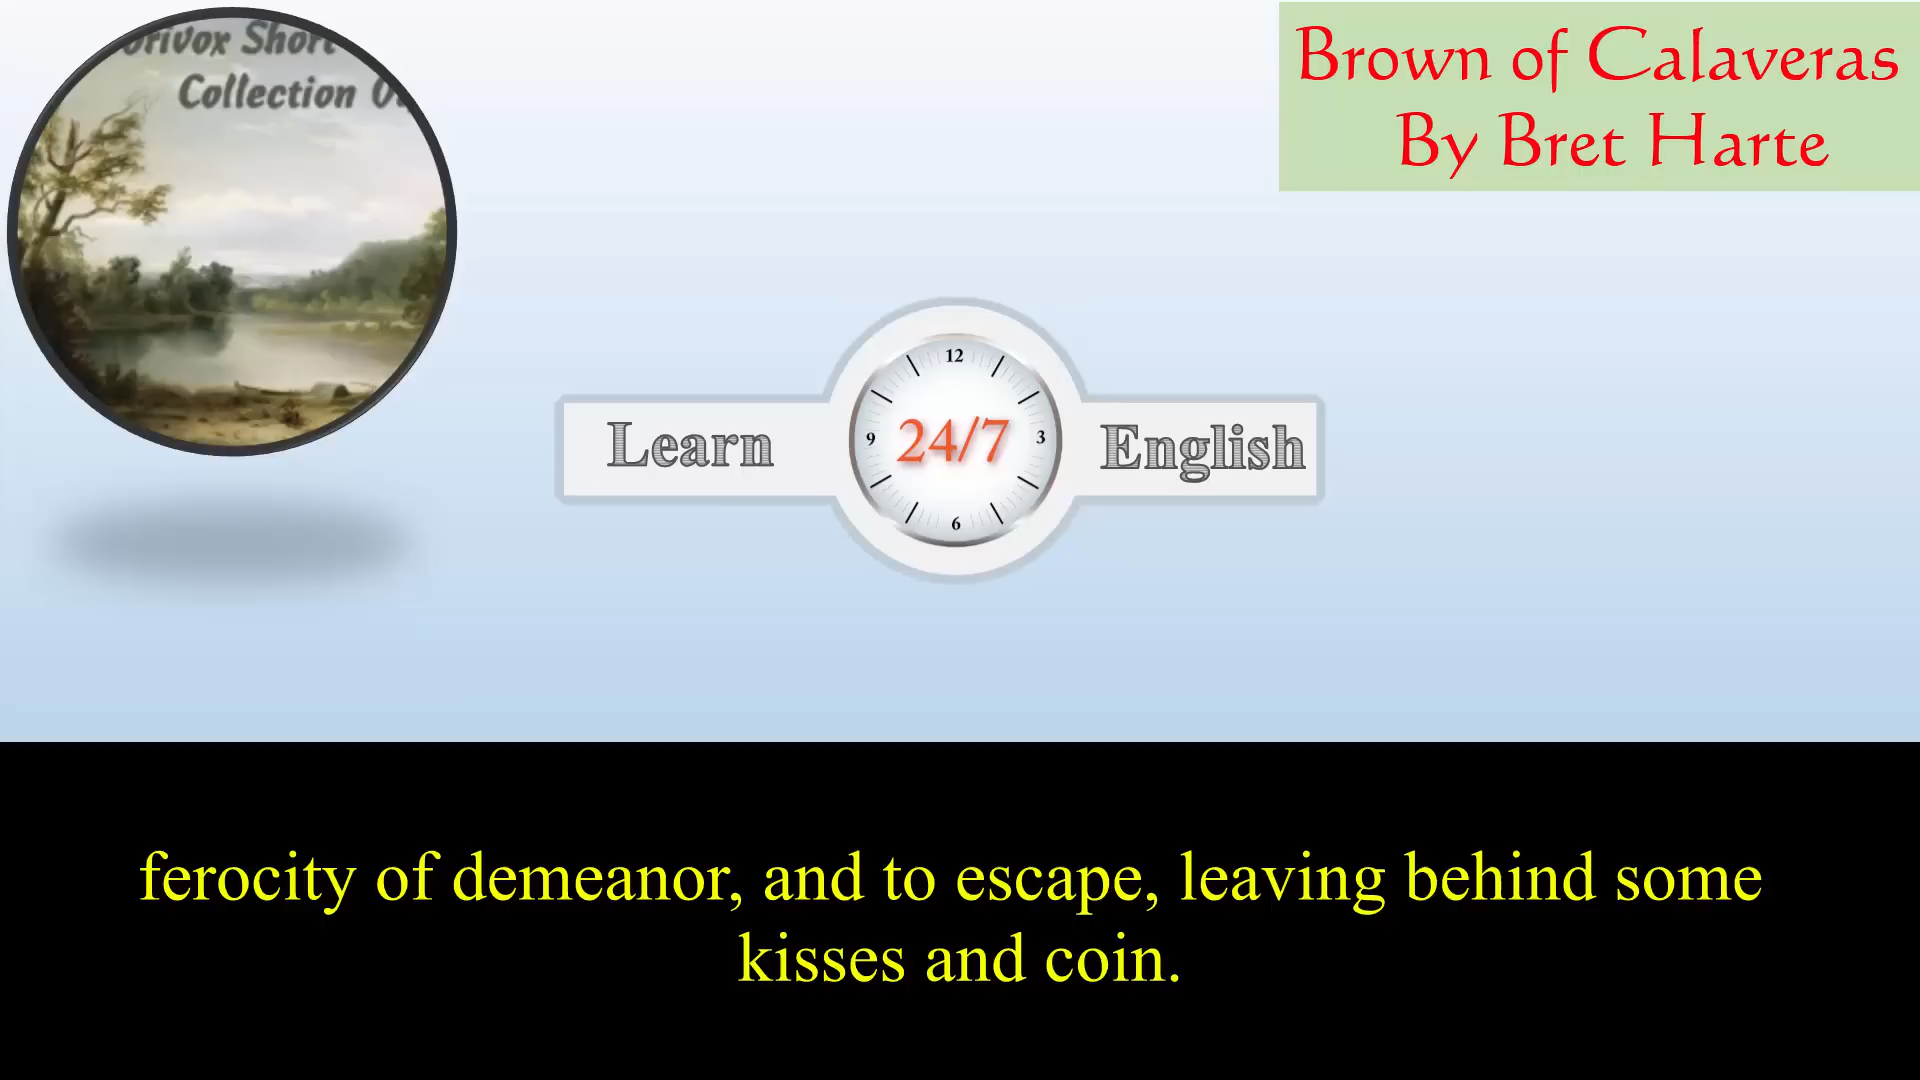 Short
Collection
Brown of Calaveras
By Bret Harte
12
9
24/7
3
6
Learn
English
ferocity of demeanor, and to escape, leaving behind some
kisses and coin.